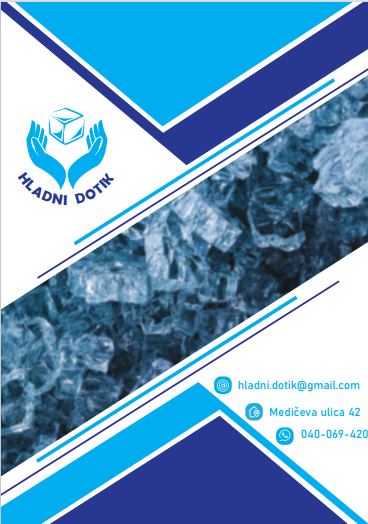 HLADNI DOTIK
hladni.dotik@gmail.com
Medičeva ulica 42
040-069-420